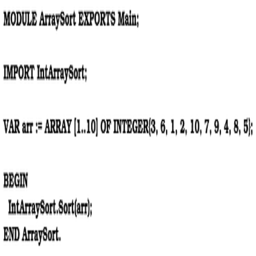 MODULE ArraySort EXPORTS Main;
IMPORT IntArraySort;
VAR arr := ARRAY [1..10] OF INTEGER{3, 6, 1, 2, 10, 7, 9, 4, 8, 5};
BEGIN
IntArraySort.Sort(arr);
END ArraySort.